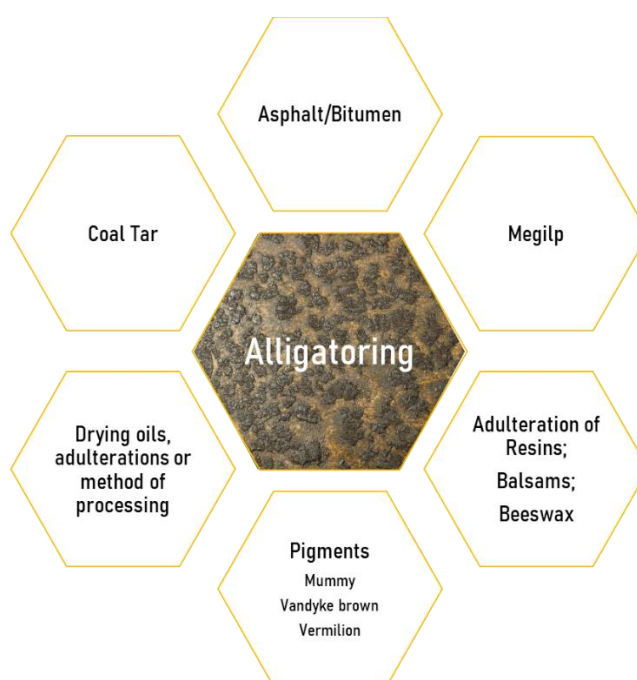 Asphalt/Bitumen
Coal Tar
Megilp
Alligatoring
Drying oils,
adulterations or
method of
processing
Adulteration of
Resins;
Balsams;
Beeswax
Pigments
Mummy
Vandyke brown
Vermilion